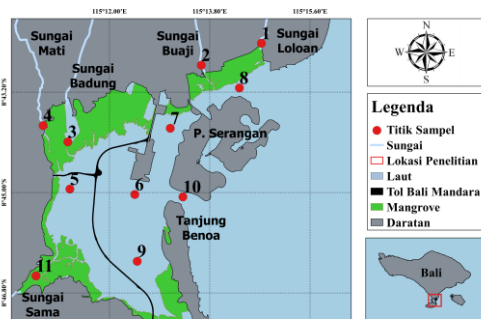 115°12.00'E
115°13.80'E
115°15.60'E
Sungai
Mati
Sungai
Buaji
Sungai
Loloan
1
2
Sungai
Badung
8
8°43.20'S
4
3
7
P. Serangan
8°45.00'S
5
6
10
Tanjung
Benoa
9
11
8°46.80'S
Sungai
Sama
N
W
E
S
Legenda
Titik Sampel
Sungai
Lokasi Penelitian
Laut
Tol Bali Mandara
Mangrove
Daratan
Bali